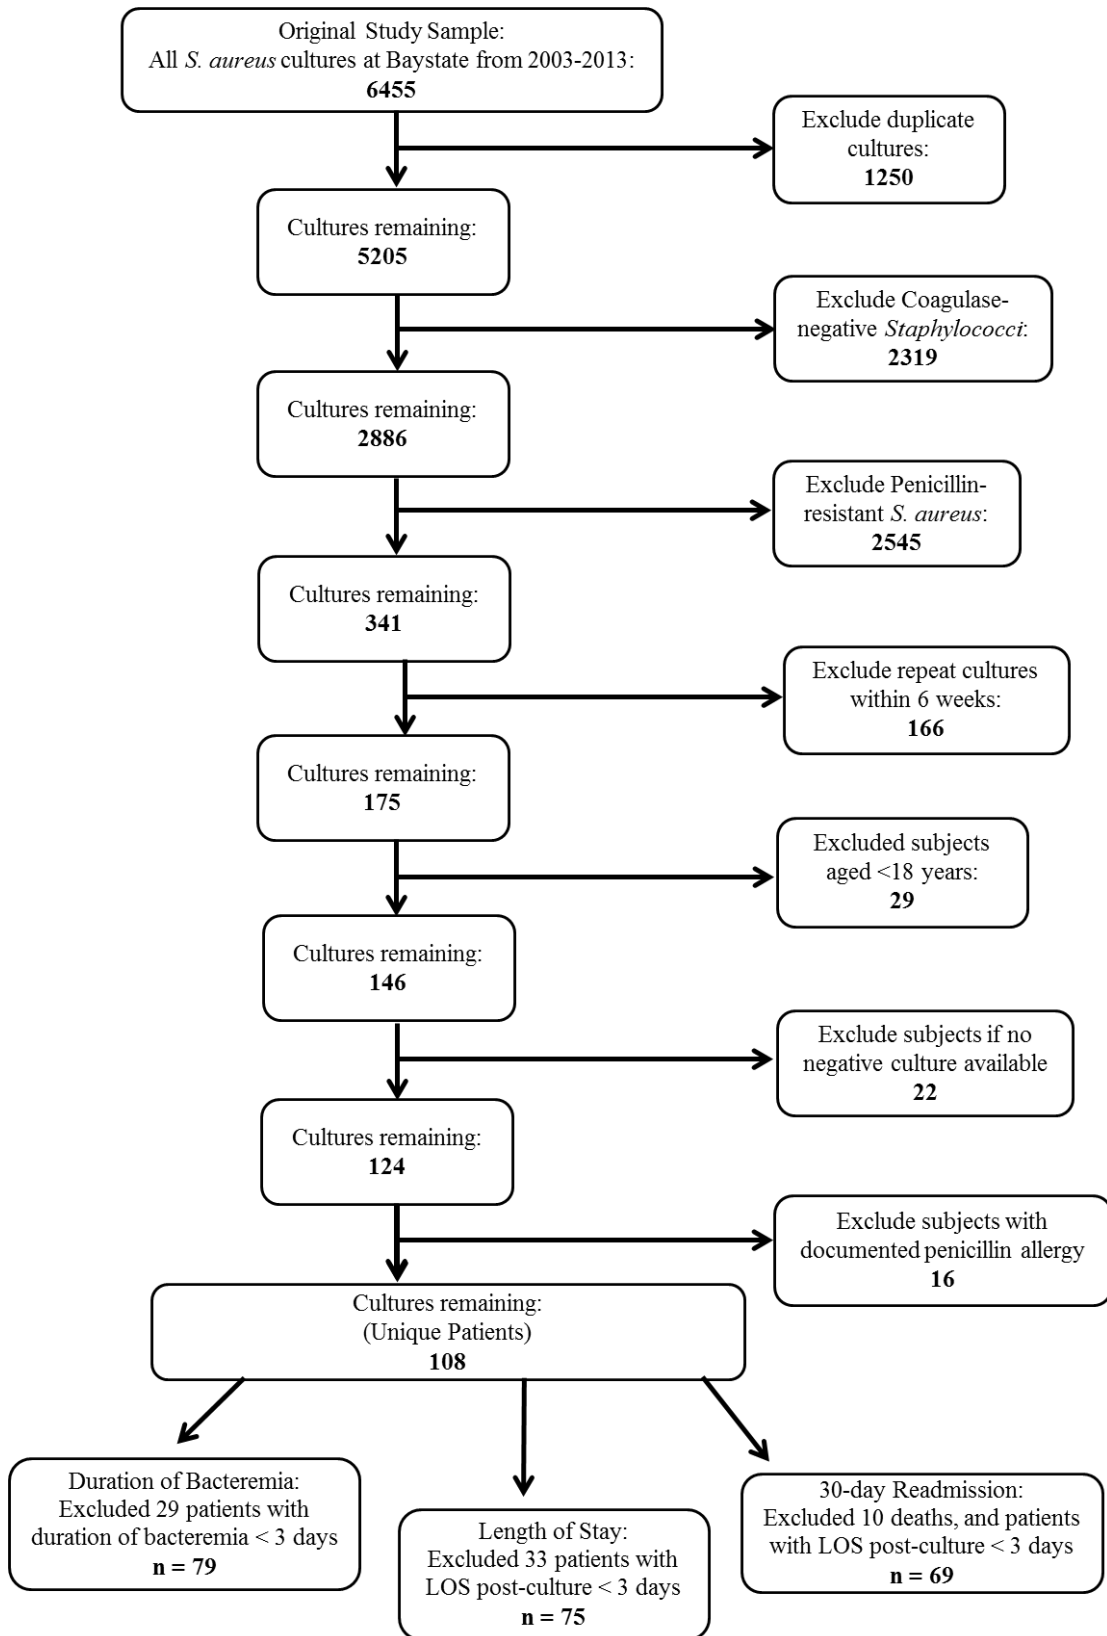 Original Study Sample:
All S. aureus cultures at Baystate from 2003-2013:
6455
Exclude duplicate
cultures:
1250
Cultures remaining:
5205
Exclude Coagulase-
negative Staphylococci:
2319
Cultures remaining:
2886
Exclude Penicillin-
resistant S. aureus:
2545
Cultures remaining:
341
Exclude repeat cultures
within 6 weeks:
166
Cultures remaining:
175
Excluded subjects
aged <18 years:
29
Cultures remaining:
146
Exclude subjects if no
negative culture available
22
Cultures remaining:
124
Exclude subjects with
documented penicillin allergy
16
Cultures remaining:
(Unique Patients)
108
Duration of Bacteremia:
Excluded 29 patients with
duration of bacteremia < 3 days
n = 79
Length of Stay:
Excluded 33 patients with
LOS post-culture < 3 days
n = 75
30-day Readmission:
Excluded 10 deaths, and patients
with LOS post-culture < 3 days
n = 69